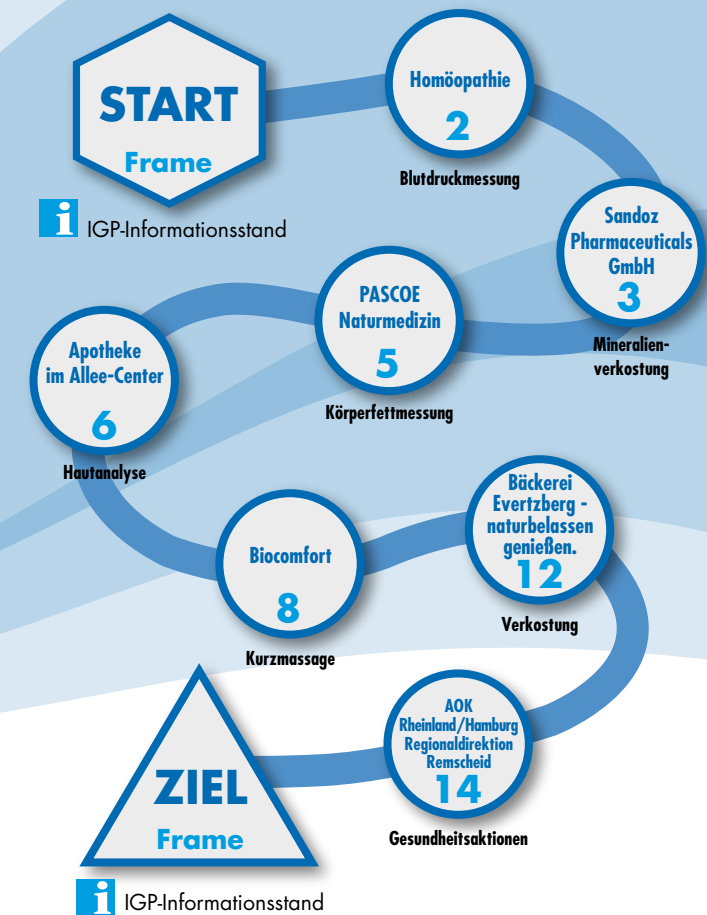 START
Frame
i IGP-Informationsstand
Homöopathie
2
Blutdruckmessung
Sandoz
Pharmaceuticals
GmbH
3
Mineralien-
verkostung
PASCOE
Naturmedizin
5
Körperfettmessung
Apotheke
im Allee-Center
6
Hautanalyse
Biocomfort
8
Kurzmassage
Bäckerei
Evertzberg -
naturbelassen
genießen.
12
Verkostung
AOK
Rheinland/Hamburg
Regionaldirektion
Remscheid
14
Gesundheitsaktionen
ZIEL
Frame
i IGP-Informationsstand